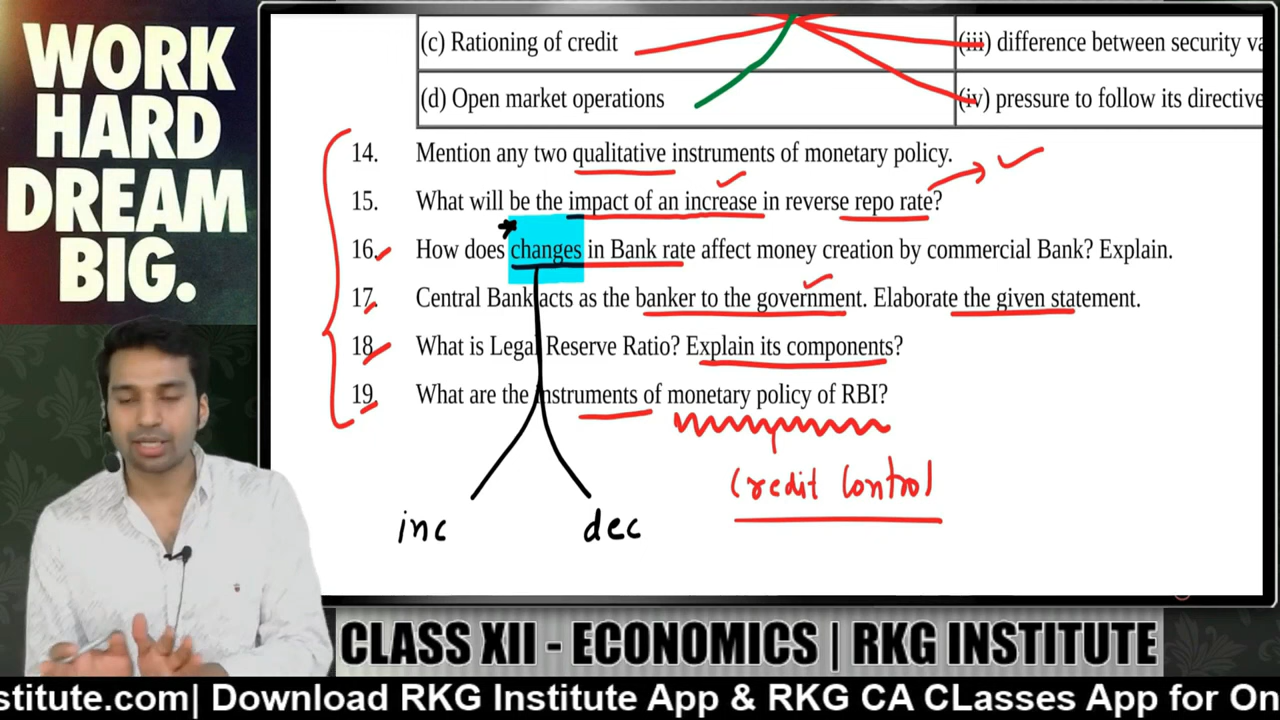 WORK
HARD
DREAM
BIG.
(c) Rationing of credit
(iii) difference between security va
(d) Open market operations
(iv) pressure to follow its directive
14. Mention any two qualitative instruments of monetary policy.
15. What will be the impact of an increase in reverse repo rate?
16. How does changes in Bank rate affect money creation by commercial Bank? Explain.
17. Central Bank acts as the banker to the government. Elaborate the given statement.
18. What is Legal Reserve Ratio? Explain its components?
19. What are the instruments of monetary policy of RBI?
Credit Control
inc dec
CLASS XII - ECONOMICS | RKG INSTITUTE
stitute.com| Download RKG Institute App & RKG CA CLasses App for On